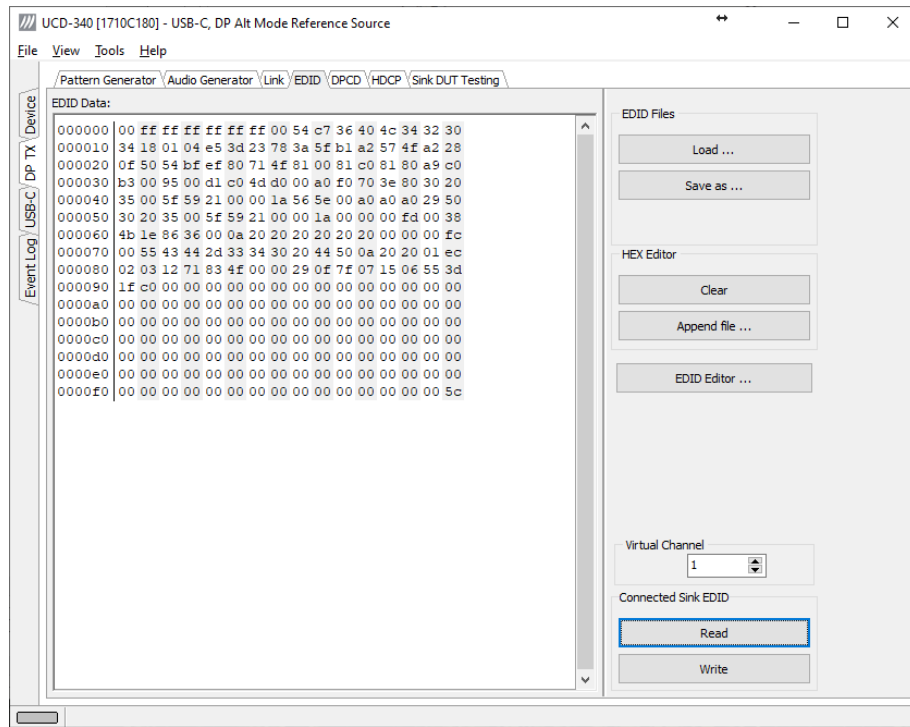 UCD-340 [1710C180] - USB-C, DP Alt Mode Reference Source
File View Tools Help
Pattern Generator Audio Generator Link EDID DPCD HDCP Sink DUT Testing
Device
DP TX
USB-C
Event Log
EDID Data:
000000 00 ff ff ff ff ff ff 00 54 c7 36 40 4c 34 32 30
000010 34 18 01 04 e5 3d 23 78 3a 5f b1 a2 57 4f a2 28
000020 0f 50 54 bf ef 80 71 4f 81 00 81 c0 81 80 a9 c0
000030 b3 00 95 00 d1 c0 4d d0 00 a0 f0 70 3e 80 30 20
000040 35 00 5f 59 21 00 00 1a 56 5e 00 a0 a0 a0 29 50
000050 30 20 35 00 5f 59 21 00 00 1a 00 00 00 fd 00 38
000060 4b 1e 86 36 00 0a 20 20 20 20 20 20 00 00 00 fc
000070 00 55 43 44 2d 33 34 30 20 44 50 0a 20 20 01 ec
000080 02 03 12 71 83 4f 00 00 29 0f 7f 07 15 06 55 3d
000090 1f c0 00 00 00 00 00 00 00 00 00 00 00 00 00 00
0000a0 00 00 00 00 00 00 00 00 00 00 00 00 00 00 00 00
0000b0 00 00 00 00 00 00 00 00 00 00 00 00 00 00 00 00
0000c0 00 00 00 00 00 00 00 00 00 00 00 00 00 00 00 00
0000d0 00 00 00 00 00 00 00 00 00 00 00 00 00 00 00 00
0000e0 00 00 00 00 00 00 00 00 00 00 00 00 00 00 00 00
0000f0 00 00 00 00 00 00 00 00 00 00 00 00 00 00 00 5c
EDID Files
Load ...
Save as ...
HEX Editor
Clear
Append file ...
EDID Editor ...
Virtual Channel
1
Connected Sink EDID
Read
Write